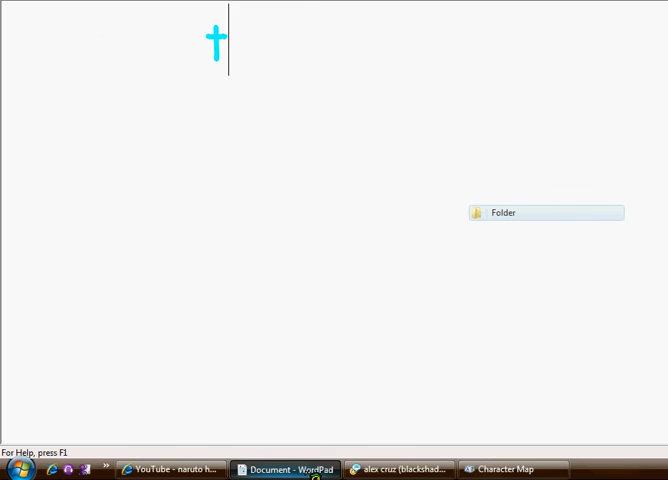 †
Folder
For Help, press F1
YouTube - naruto h...
Document - WordPad
alex cruz (blackshad...
Character Map